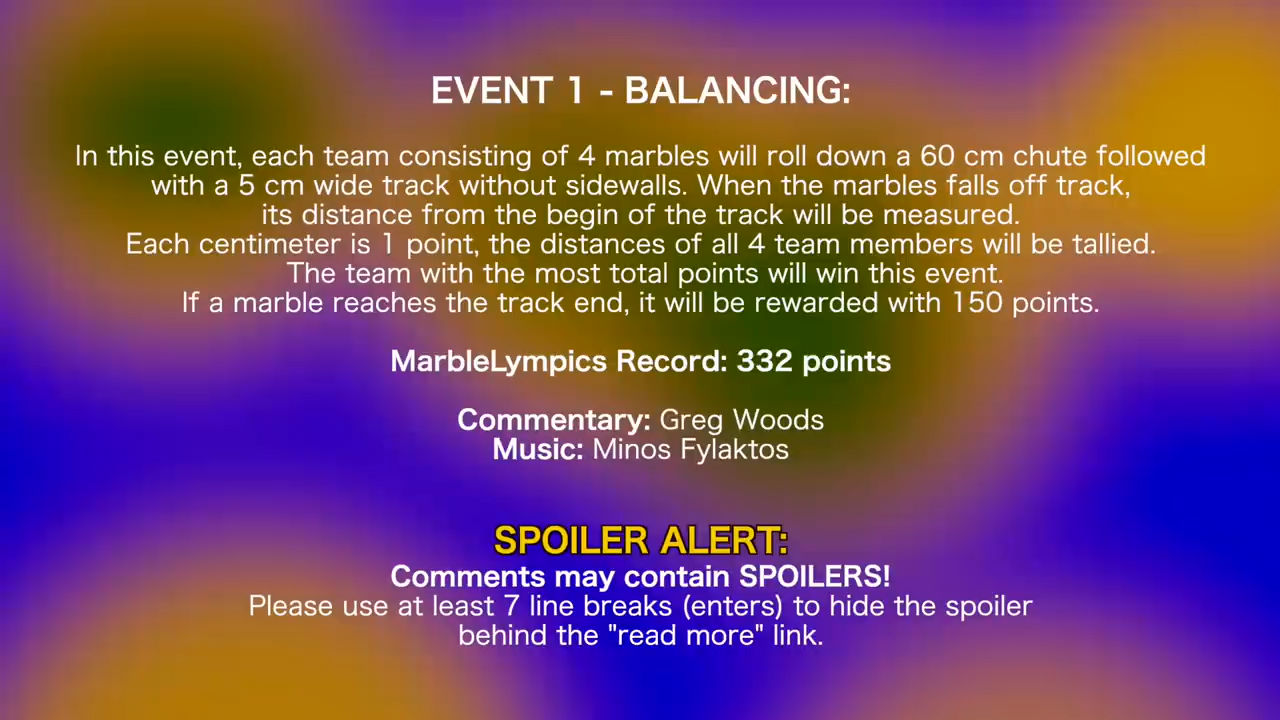 EVENT 1 - BALANCING:
In this event, each team consisting of 4 marbles will roll down a 60 cm chute followed
with a 5 cm wide track without sidewalls. When the marbles falls off track,
its distance from the begin of the track will be measured.
Each centimeter is 1 point, the distances of all 4 team members will be tallied.
The team with the most total points will win this event.
If a marble reaches the track end, it will be rewarded with 150 points.
MarbleLympics Record: 332 points
Commentary: Greg Woods
Music: Minos Fylaktos
SPOILER ALERT:
Comments may contain SPOILERS!
Please use at least 7 line breaks (enters) to hide the spoiler
behind the "read more" link.